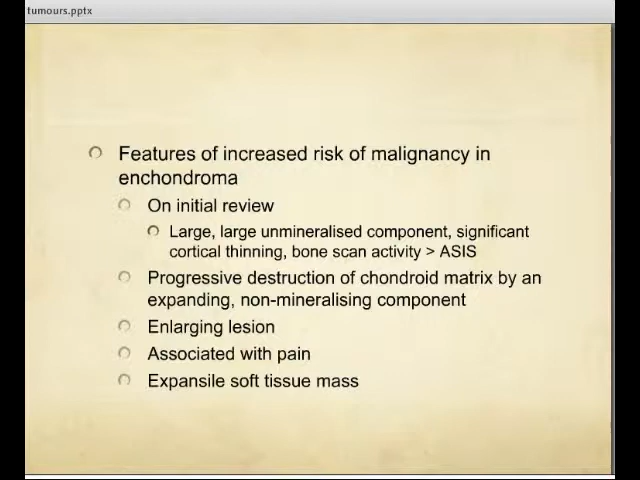 tumours.pptx
Features of increased risk of malignancy in
enchondroma
On initial review
Large, large unmineralised component, significant
cortical thinning, bone scan activity > ASIS
Progressive destruction of chondroid matrix by an
expanding, non-mineralising component
Enlarging lesion
Associated with pain
Expansile soft tissue mass